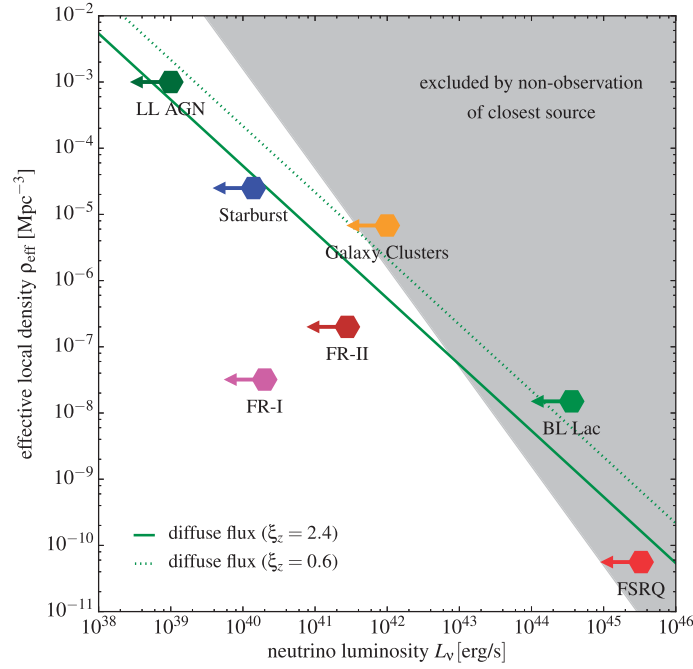 effective local density ρeff [Mpc⁻³]
10⁻²
10⁻³
10⁻⁴
10⁻⁵
10⁻⁶
10⁻⁷
10⁻⁸
10⁻⁹
10⁻¹⁰
10⁻¹¹
excluded by non-observation
of closest source
LL AGN
Starburst
Galaxy Clusters
FR-II
FR-I
BL Lac
FSRQ
diffuse flux (ξz = 2.4)
diffuse flux (ξz = 0.6)
10³⁸ 10³⁹ 10⁴⁰ 10⁴¹ 10⁴² 10⁴³ 10⁴⁴ 10⁴⁵ 10⁴⁶
neutrino luminosity Lν [erg/s]